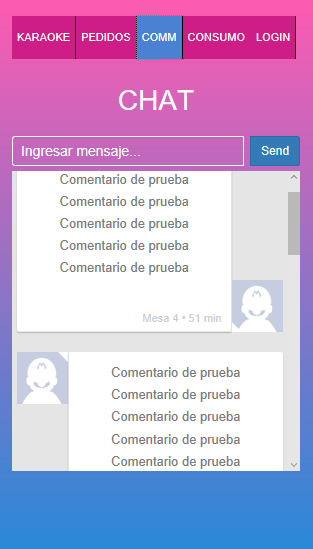 KARAOKE PEDIDOS COMM CONSUMO LOGIN
CHAT
Ingresar mensaje... Send
Comentario de prueba
Comentario de prueba
Comentario de prueba
Comentario de prueba
Comentario de prueba
Mesa 4 • 51 min
Comentario de prueba
Comentario de prueba
Comentario de prueba
Comentario de prueba
Comentario de prueba